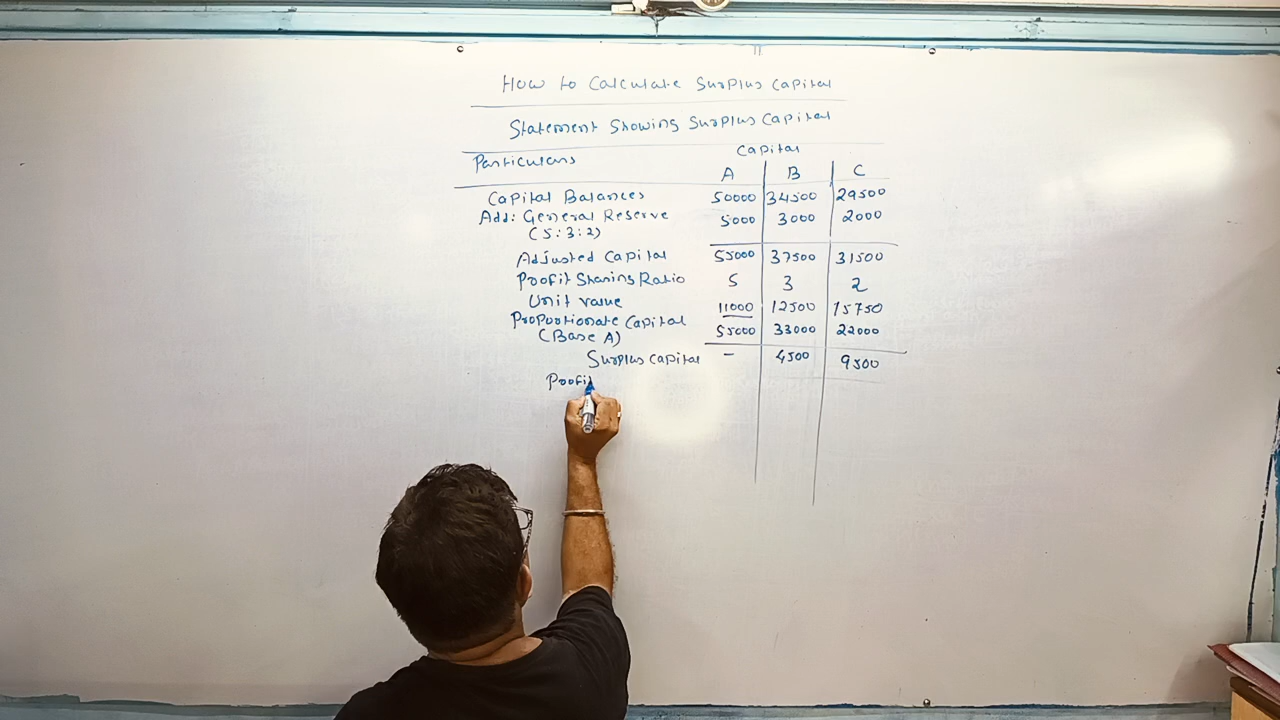 How to Calculate Surplus Capital
Statement Showing Surplus Capital
Particulars Capital
A B C
Capital Balances 50000 34500 29500
Add: General Reserve 5000 3000 2000
(5:3:2)
Adjusted Capital 55000 37500 31500
Profit Sharing Ratio 5 3 2
Unit value 11000 12500 15750
Proportionate Capital 55000 33000 22000
(Base A)
Surplus Capital - 4500 9500
Profit